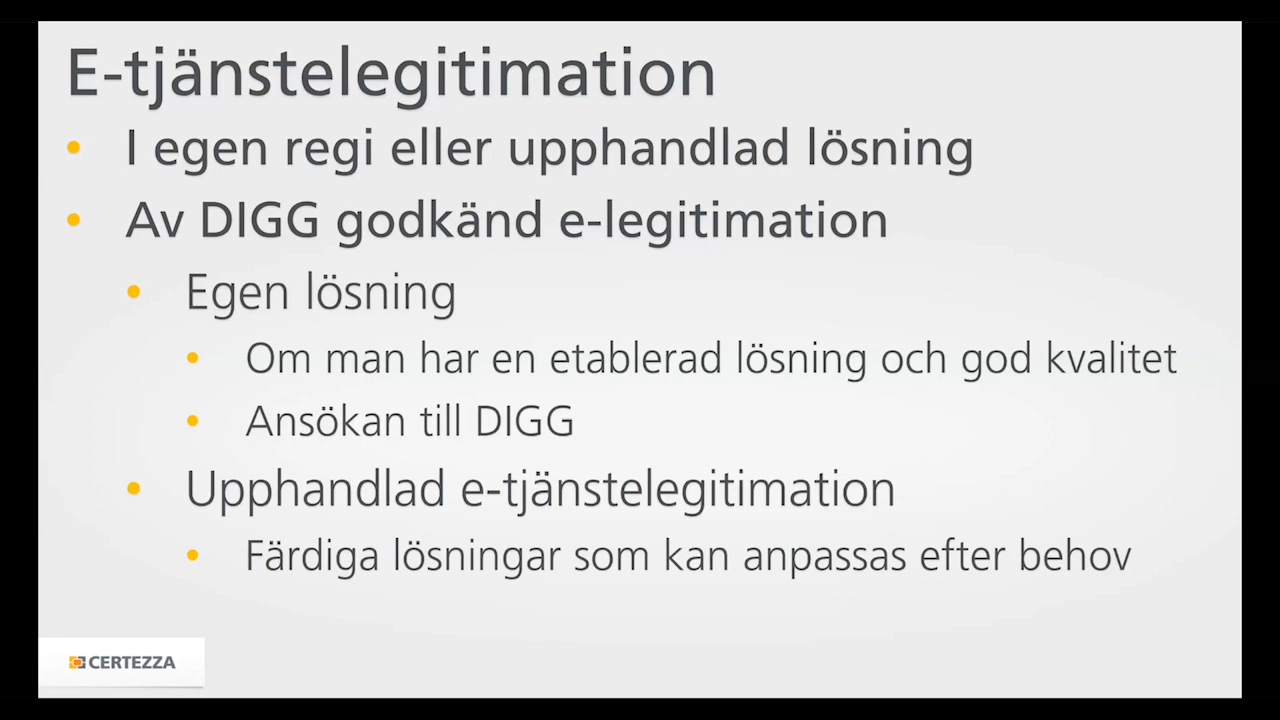 E-tjänstelegitimation
• I egen regi eller upphandlad lösning
• Av DIGG godkänd e-legitimation
• Egen lösning
• Om man har en etablerad lösning och god kvalitet
• Ansökan till DIGG
• Upphandlad e-tjänstelegitimation
• Färdiga lösningar som kan anpassas efter behov
CERTEZZA